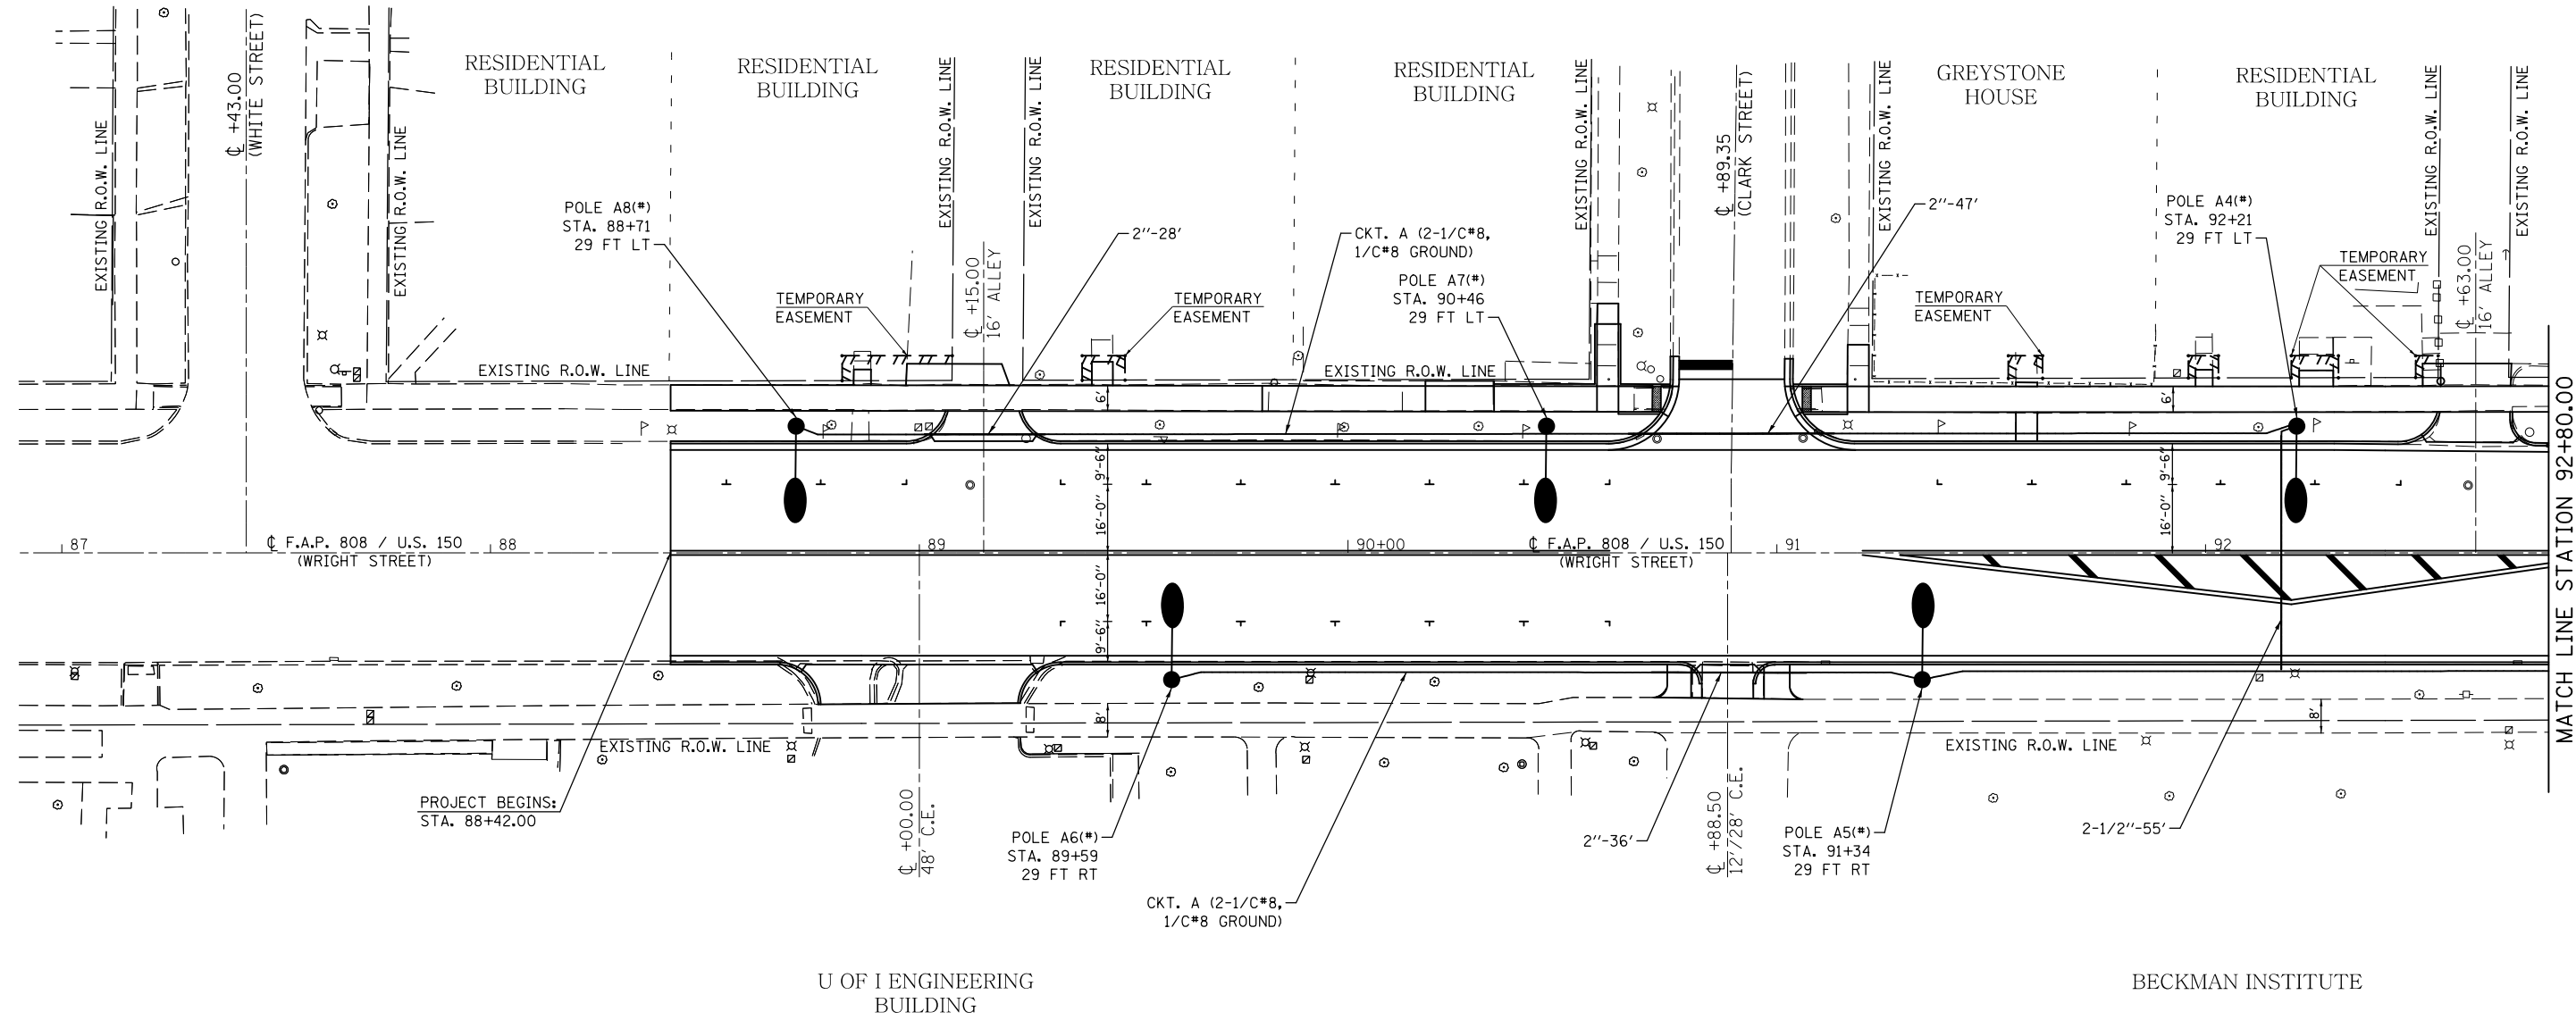 RESIDENTIAL
BUILDING
RESIDENTIAL
BUILDING
RESIDENTIAL
BUILDING
RESIDENTIAL
BUILDING
GREYSTONE
HOUSE
RESIDENTIAL
BUILDING
EXISTING R.O.W. LINE
℄ +43.00
(WHITE STREET)
EXISTING R.O.W. LINE
EXISTING R.O.W. LINE
EXISTING R.O.W. LINE
EXISTING R.O.W. LINE
℄ +89.35
(CLARK STREET)
EXISTING R.O.W. LINE
EXISTING R.O.W. LINE
EXISTING R.O.W. LINE
POLE A8(#)
STA. 88+71
29 FT LT
2"-28'
CKT. A (2-1/C#8,
1/C#8 GROUND)
POLE A7(#)
STA. 90+46
29 FT LT
2"-47'
POLE A4(#)
STA. 92+21
29 FT LT
℄ +15.00
16' ALLEY
℄ +63.00
16' ALLEY
TEMPORARY
EASEMENT
TEMPORARY
EASEMENT
TEMPORARY
EASEMENT
TEMPORARY
EASEMENT
EXISTING R.O.W. LINE
EXISTING R.O.W. LINE
6'
6'
9'-6"
16'-0"
16'-0"
9'-6"
9'-6"
16'-0"
87
℄ F.A.P. 808 / U.S. 150
(WRIGHT STREET)
88
89
90+00
℄ F.A.P. 808 / U.S. 150
(WRIGHT STREET)
91
92
MATCH LINE STATION 92+80.00
8'
8'
EXISTING R.O.W. LINE
EXISTING R.O.W. LINE
PROJECT BEGINS:
STA. 88+42.00
℄ +00.00
48' C.E.
POLE A6(#)
STA. 89+59
29 FT RT
CKT. A (2-1/C#8,
1/C#8 GROUND)
2"-36'
℄ +88.50
12'/28' C.E.
POLE A5(#)
STA. 91+34
29 FT RT
2-1/2"-55'
U OF I ENGINEERING
BUILDING
BECKMAN INSTITUTE